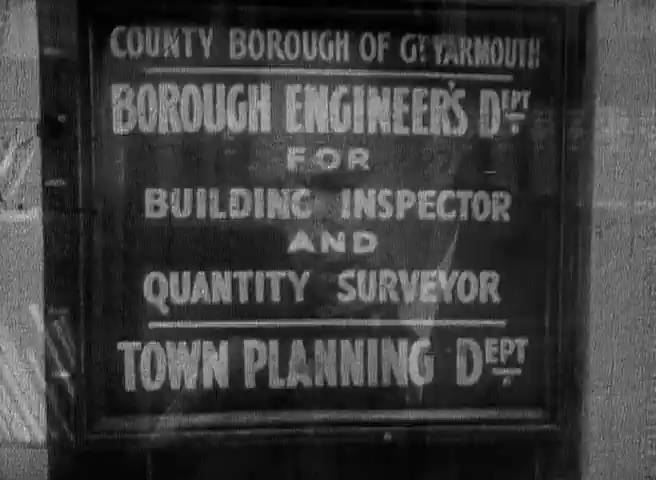 COUNTY BOROUGH OF GT YARMOUTH
BOROUGH ENGINEER'S DEPT
FOR
BUILDING INSPECTOR
AND
QUANTITY SURVEYOR
TOWN PLANNING DEPT